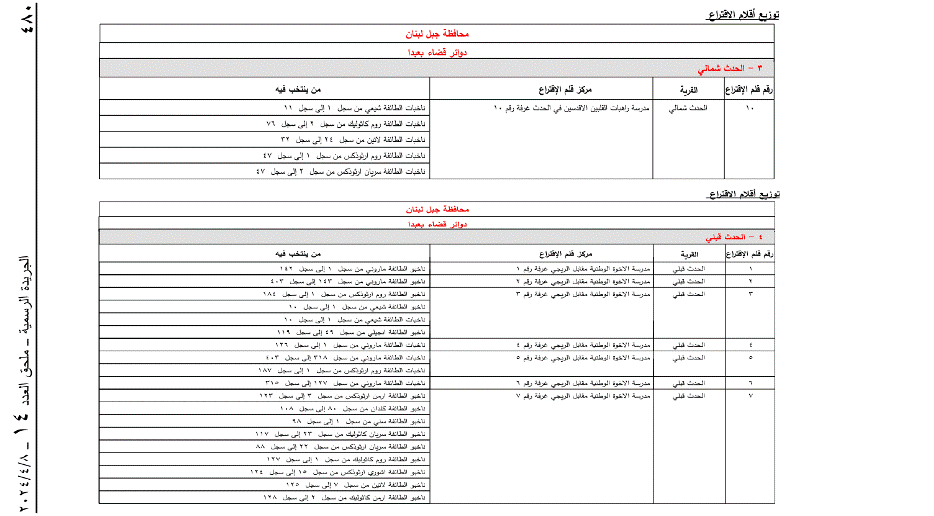 ٤٨٠
الجريدة الرسمية - ملحق العدد ١٤ - ٢٠٢٤/٤/٨
توزيع أقلام الاقتراع
محافظة جبل لبنان
دوائر قضاء بعبدا
٣ - الحدث شمالي
رقم قلم الإقتراع القرية مركز قلم الإقتراع من ينتخب فيه
١٠ الحدث شمالي مدرسة راهبات القلبين الاقدسين في الحدث غرفة رقم ١٠ ناخبات الطائفة شيعي من سجل ١ إلى سجل ١١
ناخبات الطائفة روم كاثوليك من سجل ٢ إلى سجل ٧٦
ناخبات الطائفة لاتين من سجل ٢٤ إلى سجل ٣٢
ناخبات الطائفة روم ارثوذكس من سجل ١ إلى سجل ٤٧
ناخبات الطائفة سريان ارثوذكس من سجل ٢ إلى سجل ٤٧
توزيع أقلام الاقتراع
محافظة جبل لبنان
دوائر قضاء بعبدا
٤ - الحدث قبلي
رقم قلم الإقتراع القرية مركز قلم الإقتراع من ينتخب فيه
١ الحدث قبلي مدرسة الاخوة الوطنية مقابل الريجي غرفة رقم ١ ناخبو الطائفة ماروني من سجل ١ إلى سجل ١٤٢
٢ الحدث قبلي مدرسة الاخوة الوطنية مقابل الريجي غرفة رقم ٢ ناخبو الطائفة ماروني من سجل ١٤٣ إلى سجل ٤٠٣
٣ الحدث قبلي مدرسة الاخوة الوطنية مقابل الريجي غرفة رقم ٣ ناخبو الطائفة روم ارثوذكس من سجل ١ إلى سجل ١٨٤
ناخبو الطائفة شيعي من سجل ١ إلى سجل ١٠
ناخبات الطائفة شيعي من سجل ١ إلى سجل ١٠
ناخبو الطائفة انجيلي من سجل ٤٩ إلى سجل ١١٩
٤ الحدث قبلي مدرسة الاخوة الوطنية مقابل الريجي غرفة رقم ٤ ناخبات الطائفة ماروني من سجل ١ إلى سجل ١٢٦
٥ الحدث قبلي مدرسة الاخوة الوطنية مقابل الريجي غرفة رقم ٥ ناخبات الطائفة ماروني من سجل ٣١٨ إلى سجل ٤٠٣
ناخبات الطائفة روم ارثوذكس من سجل ١ إلى سجل ١٨٧
٦ الحدث قبلي مدرسة الاخوة الوطنية مقابل الريجي غرفة رقم ٦ ناخبات الطائفة ماروني من سجل ١٢٧ إلى سجل ٣١٥
٧ الحدث قبلي مدرسة الاخوة الوطنية مقابل الريجي غرفة رقم ٧ ناخبو الطائفة ارمن ارثوذكس من سجل ٣ إلى سجل ١٢٣
ناخبو الطائفة كلدان من سجل ٨٠ إلى سجل ١٠٨
ناخبو الطائفة سني من سجل ١ إلى سجل ٩٨
ناخبو الطائفة سريان كاثوليك من سجل ٢٣ إلى سجل ١١٧
ناخبو الطائفة سريان ارثوذكس من سجل ٢٢ إلى سجل ٨٨
ناخبو الطائفة روم كاثوليك من سجل ١ إلى سجل ١٢٧
ناخبو الطائفة اشوري ارثوذكس من سجل ١٥ إلى سجل ١٢٤
ناخبو الطائفة لاتين من سجل ٧ إلى سجل ١٢٥
ناخبو الطائفة ارمن كاثوليك من سجل ٢ إلى سجل ١٢٨